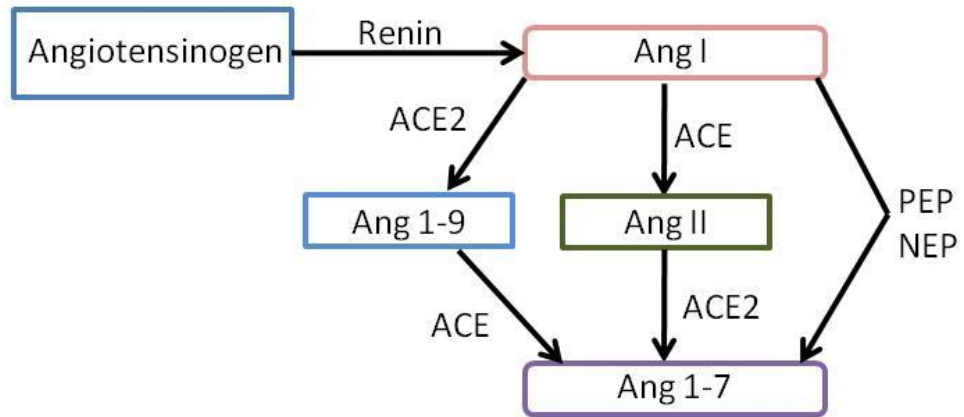 Angiotensinogen
Renin
Ang I
ACE2
ACE
Ang 1-9
Ang II
PEP
NEP
ACE
ACE2
Ang 1-7